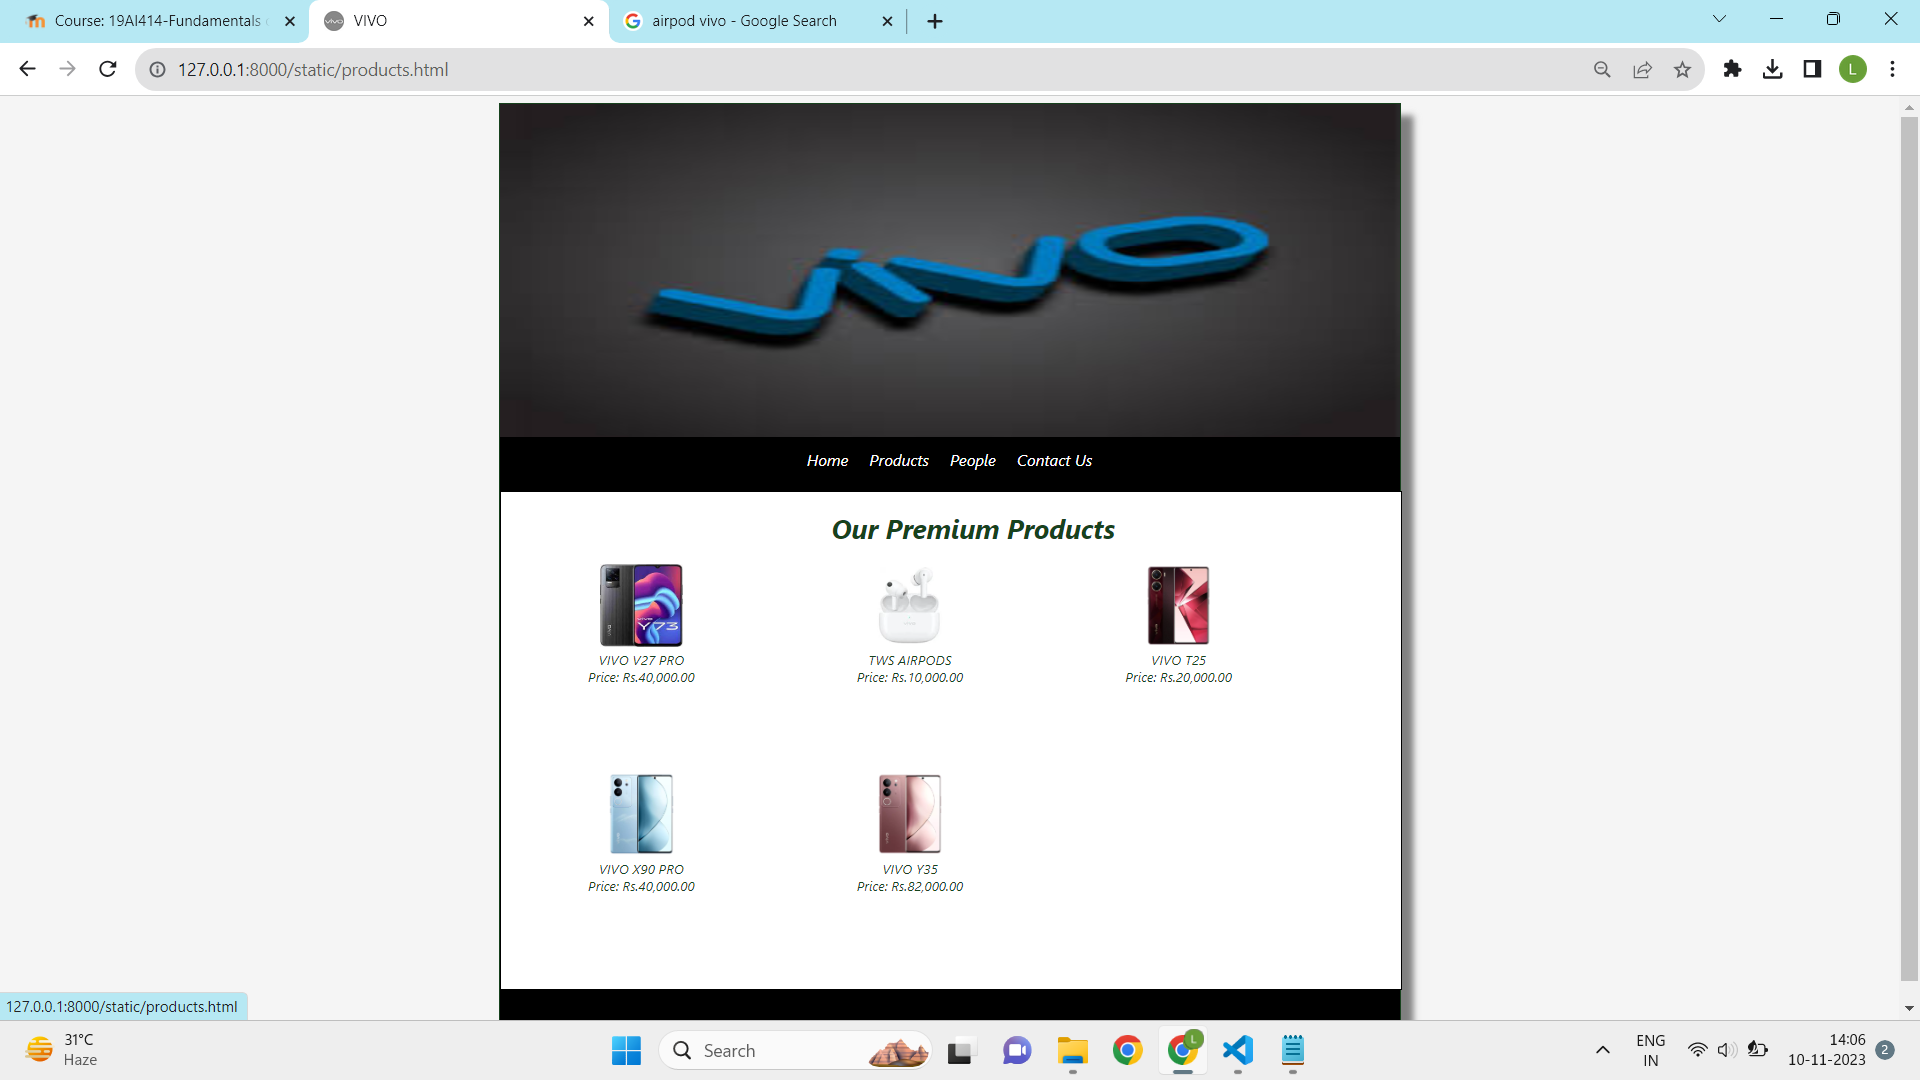 Course: 19AI414-Fundamentals
VIVO
airpod vivo - Google Search
127.0.0.1:8000/static/products.html
L
vivo
Home Products People Contact Us
Our Premium Products
Y73
VIVO V27 PRO
Price: Rs.40,000.00
TWS AIRPODS
Price: Rs.10,000.00
VIVO T25
Price: Rs.20,000.00
VIVO X90 PRO
Price: Rs.40,000.00
VIVO Y35
Price: Rs.82,000.00
127.0.0.1:8000/static/products.html
31°C
Haze
Search
L
ENG
IN
14:06
10-11-2023
2